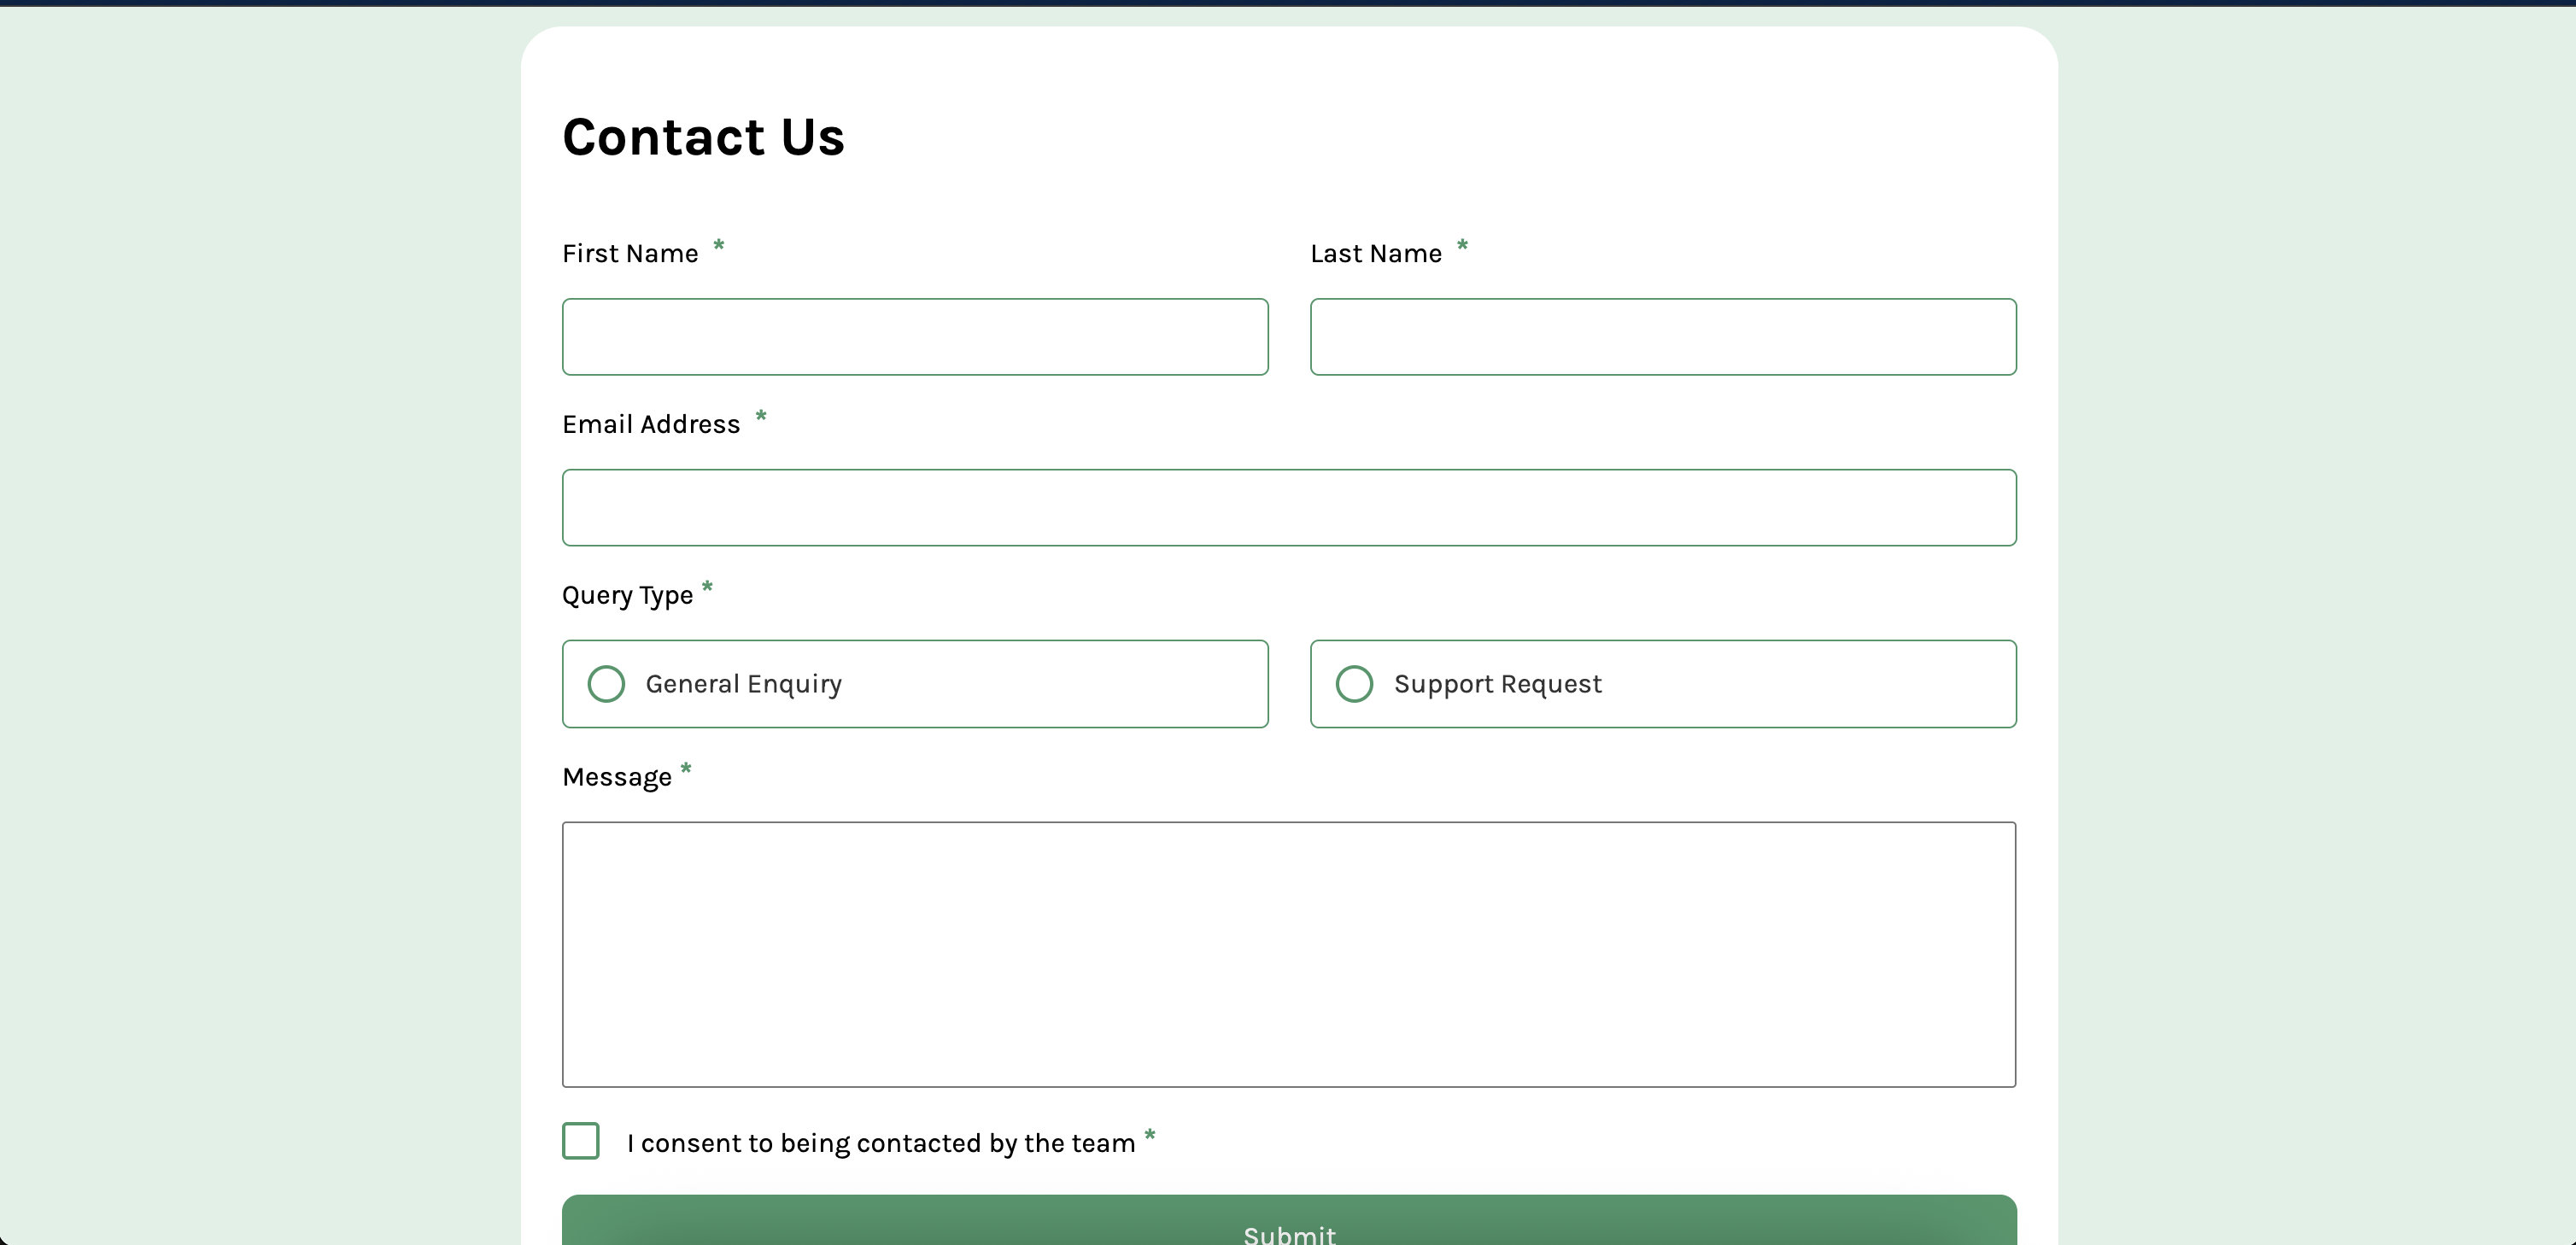 Contact Us
First Name *
Last Name *
Email Address *
Query Type *
General Enquiry
Support Request
Message *
I consent to being contacted by the team *
Submit